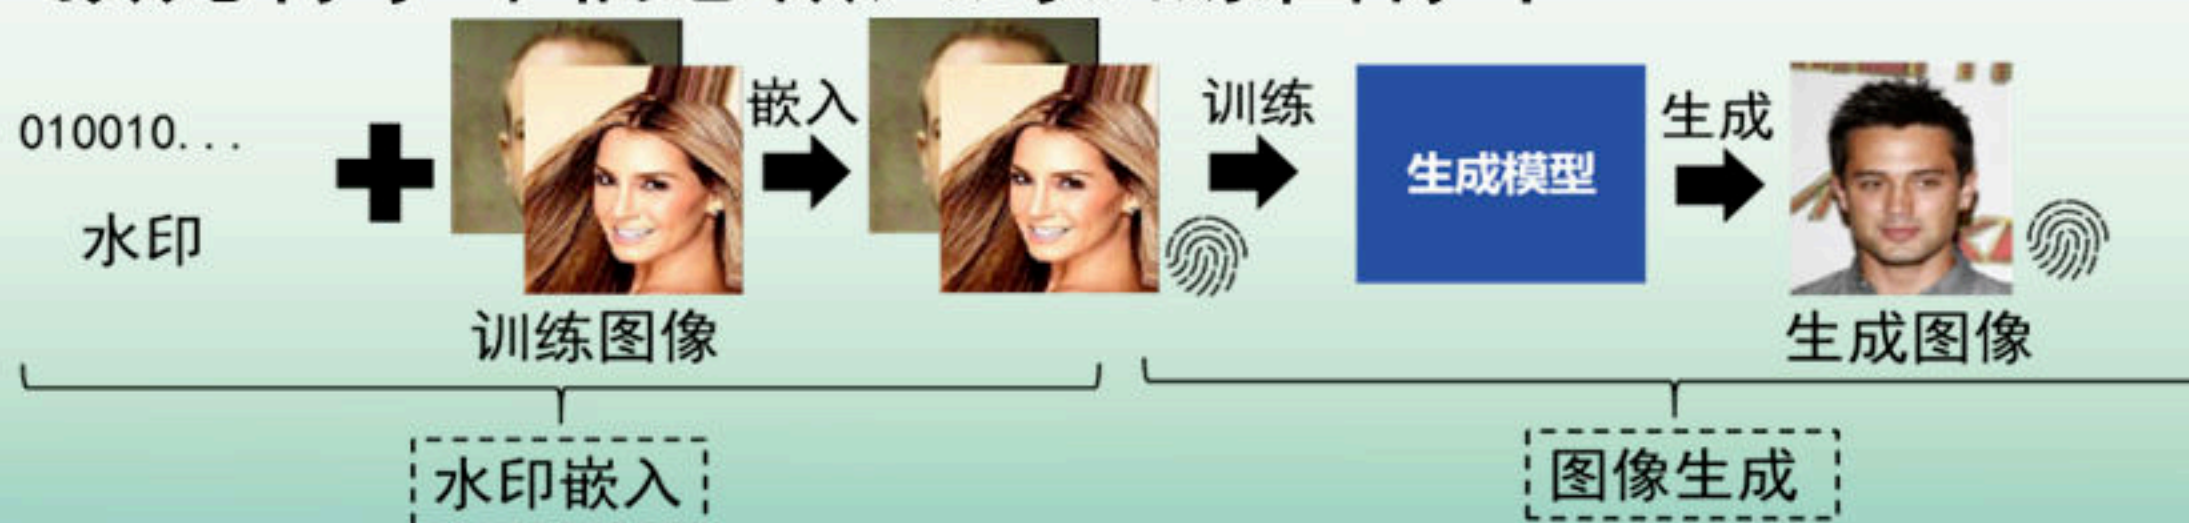 010010...
水印
嵌入
训练
生成模型
生成
训练图像
生成图像
水印嵌入
图像生成